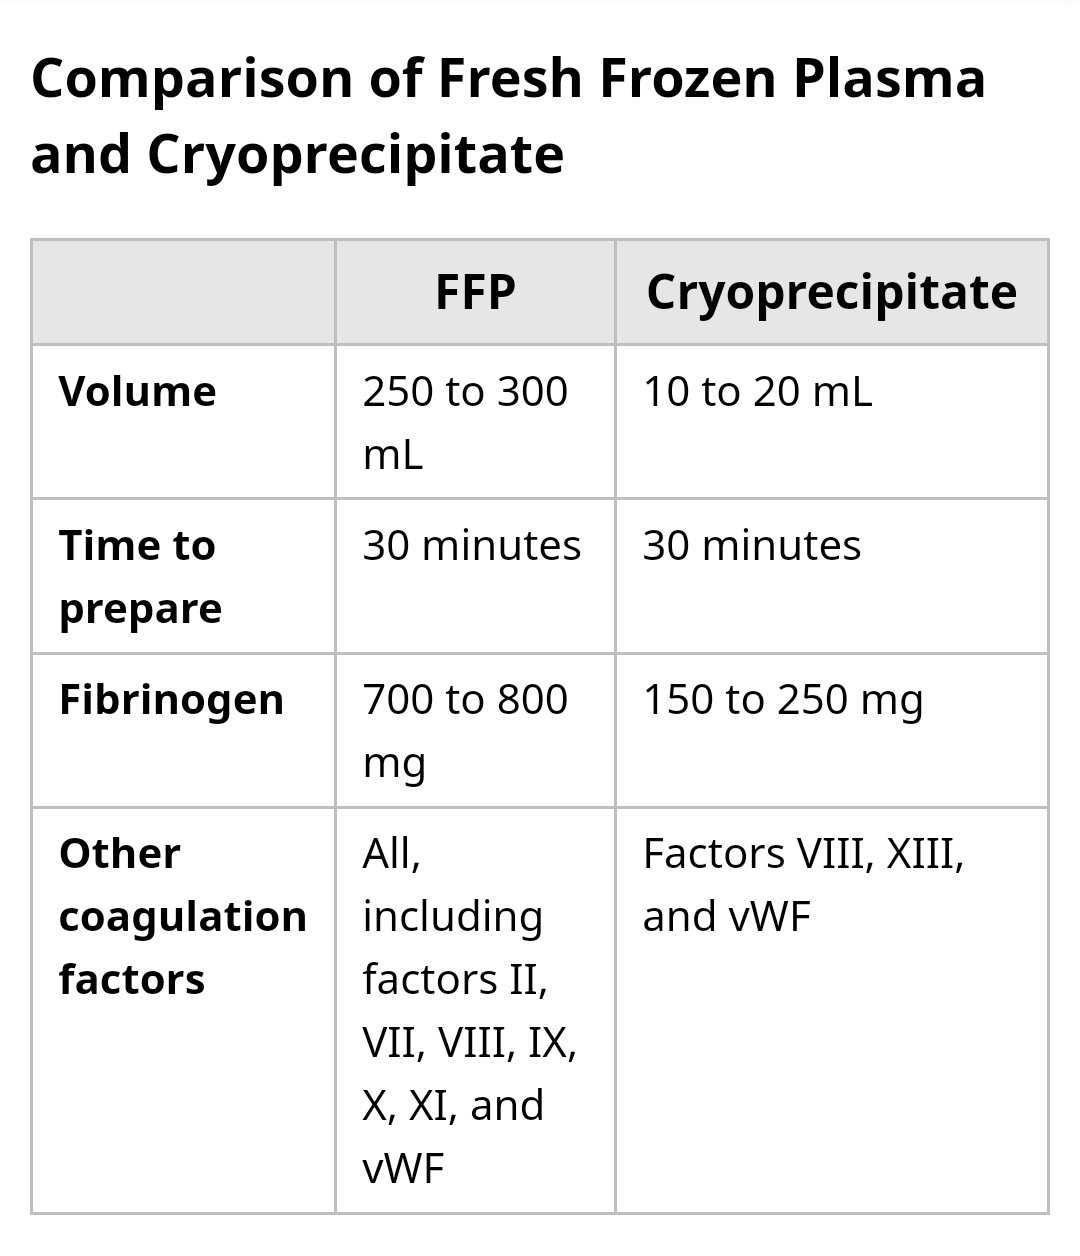 Comparison of Fresh Frozen Plasma
and Cryoprecipitate
FFP
Cryoprecipitate
Volume
250 to 300
mL
10 to 20 mL
Time to
prepare
30 minutes
30 minutes
Fibrinogen
700 to 800
mg
150 to 250 mg
Other
coagulation
factors
All,
including
factors II,
VII, VIII, IX,
X, XI, and
vWF
Factors VIII, XIII,
and vWF